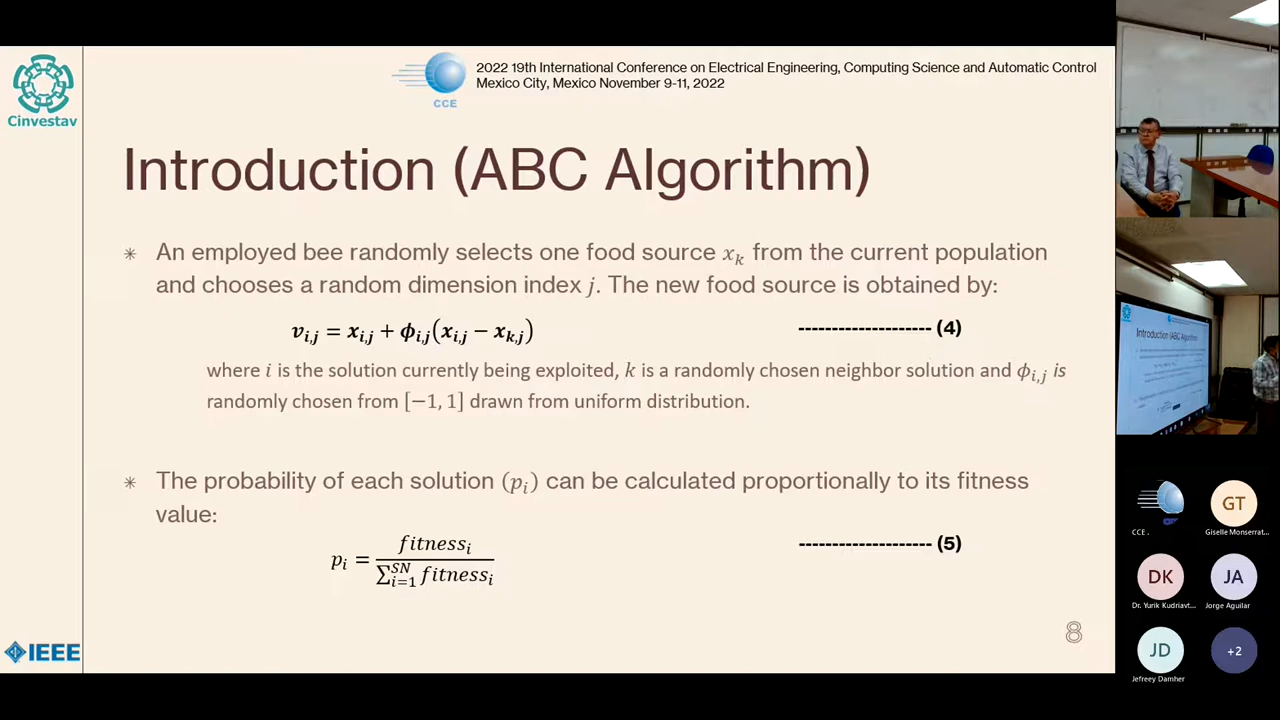 Cinvestav
CCE
2022 19th International Conference on Electrical Engineering, Computing Science and Automatic Control
Mexico City, Mexico November 9-11, 2022
Introduction (ABC Algorithm)
An employed bee randomly selects one food source x_k from the current population
and chooses a random dimension index j. The new food source is obtained by:
v_{i,j} = x_{i,j} + ϕ_{i,j}(x_{i,j} − x_{k,j}) -------------------- (4)
where i is the solution currently being exploited, k is a randomly chosen neighbor solution and ϕ_{i,j} is
randomly chosen from [−1, 1] drawn from uniform distribution.
The probability of each solution (p_i) can be calculated proportionally to its fitness
value:
p_i = fitness_i / ∑_{i=1}^{SN} fitness_i -------------------- (5)
8
IEEE
Introduction (ABC Algorithm)
CCE .
GT
Giselle Monserrat...
DK
Dr. Yurik Kudriavt...
JA
Jorge Aguilar
JD
Jefreey Damher
+2